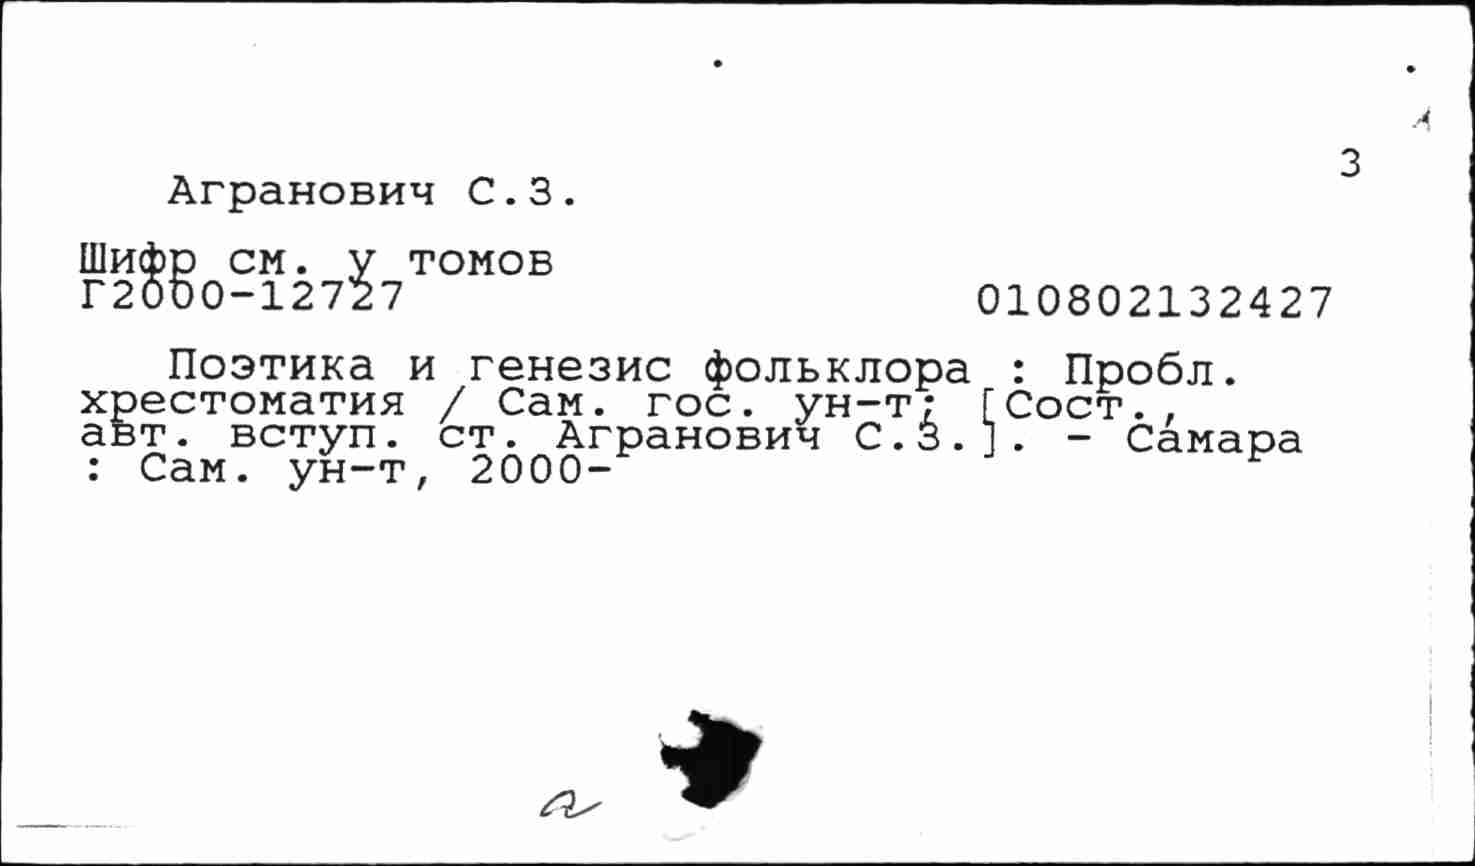 3
Агранович С.З.
Шифр см. у томов
Г2000-12727 010802132427
Поэтика и генезис фольклора : Пробл.
хрестоматия / Сам. гос. ун-т; [Сост.,
авт. вступ. ст. Агранович С.З.]. - Самара
: Сам. ун-т, 2000-
а